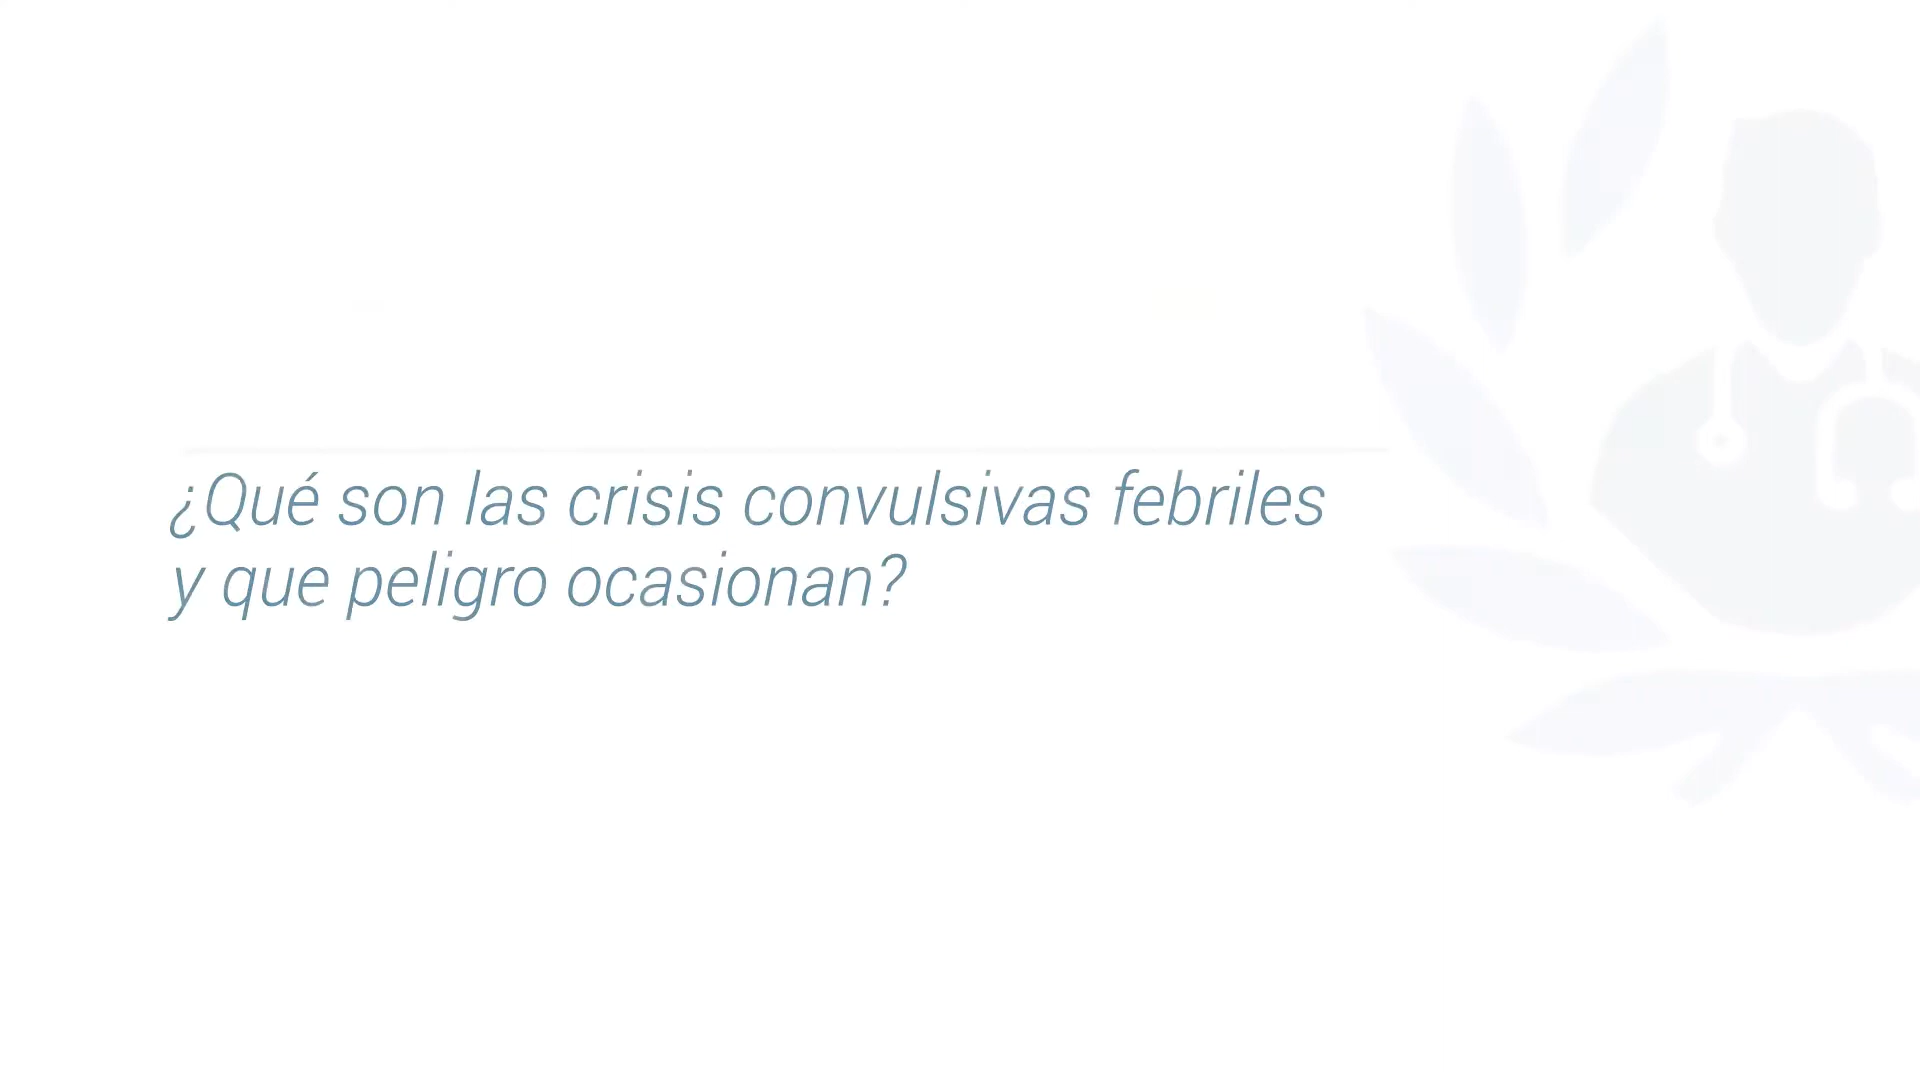 ¿Qué son las crisis convulsivas febriles
y que peligro ocasionan?